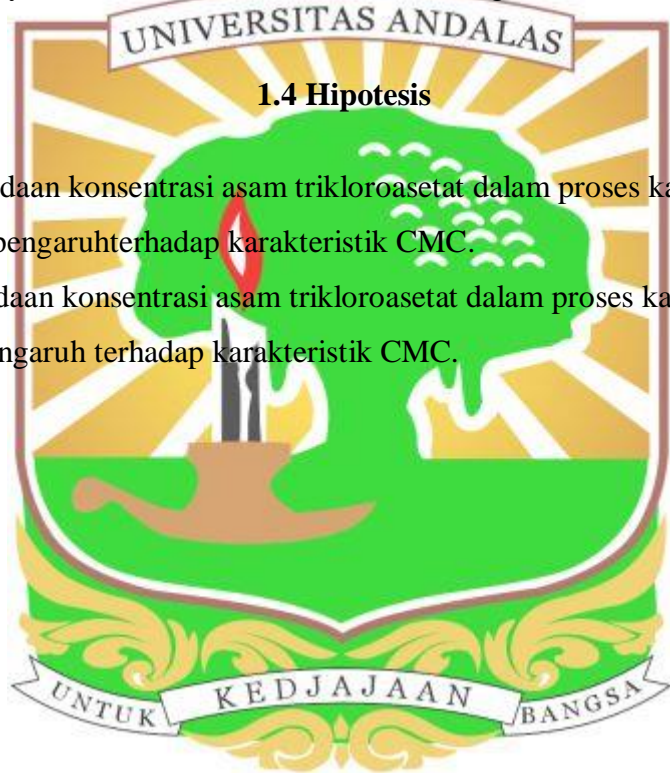 UNIVERSITAS ANDALAS
1.4 Hipotesis
daan konsentrasi asam trikloroasetat dalam proses ka
pengaruhterhadap karakteristik CMC.
daan konsentrasi asam trikloroasetat dalam proses ka
ngaruh terhadap karakteristik CMC.
UNTUK KEDJAJAAN BANGSA